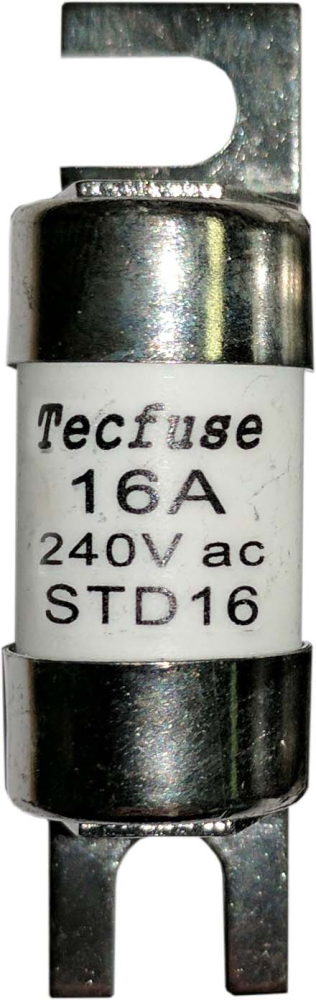 Tecfuse
16A
240V ac
STD16